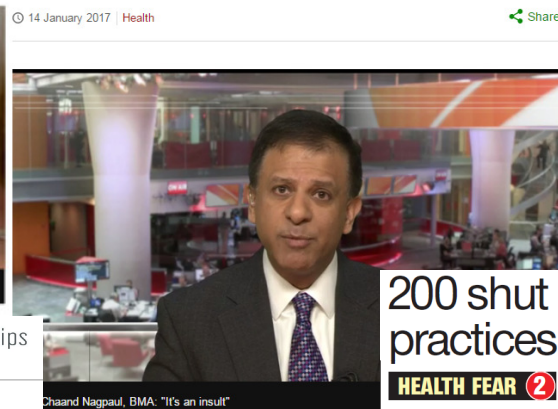 14 January 2017 Health
Share
ips
200 shut
practices
HEALTH FEAR 2
Chaand Nagpaul, BMA: "It's an insult"